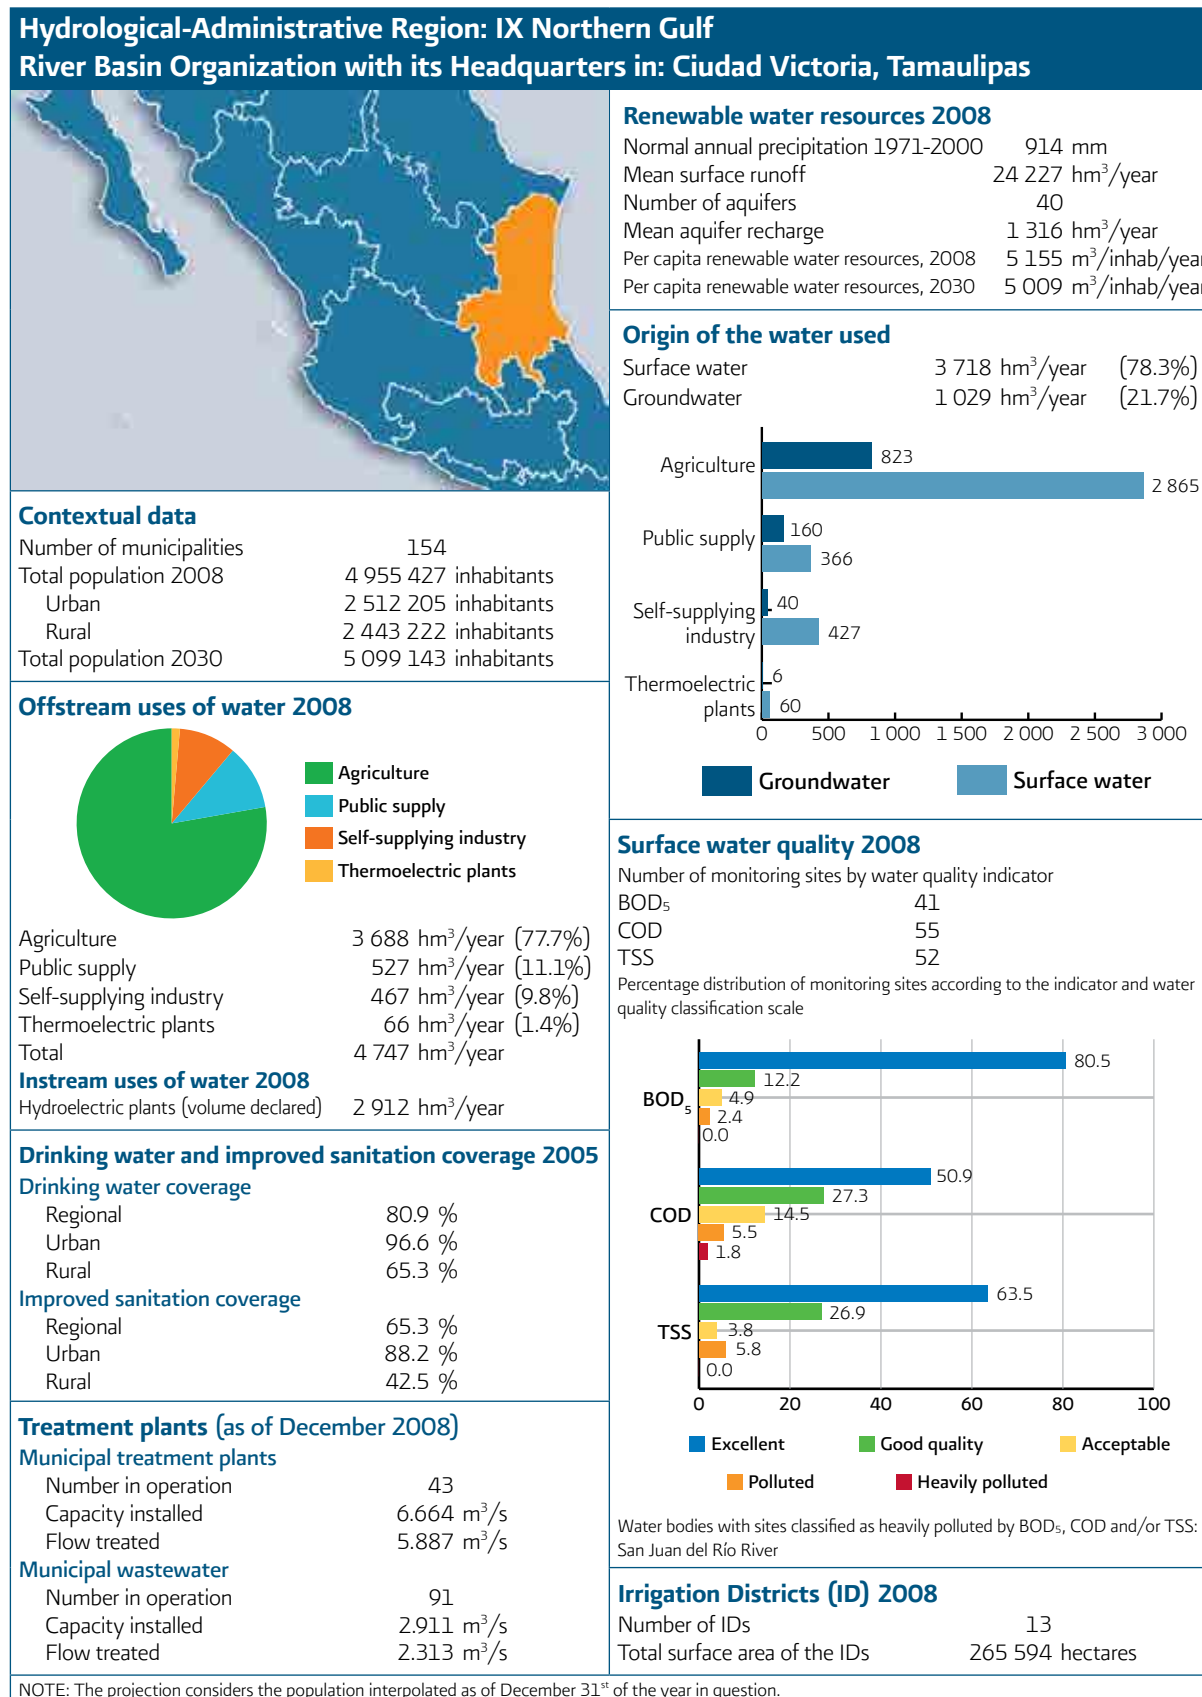 Hydrological-Administrative Region: IX Northern Gulf
River Basin Organization with its Headquarters in: Ciudad Victoria, Tamaulipas
Contextual data
Number of municipalities 154
Total population 2008 4 955 427 inhabitants
Urban 2 512 205 inhabitants
Rural 2 443 222 inhabitants
Total population 2030 5 099 143 inhabitants
Offstream uses of water 2008
Agriculture
Public supply
Self-supplying industry
Thermoelectric plants
Agriculture 3 688 hm³/year (77.7%)
Public supply 527 hm³/year (11.1%)
Self-supplying industry 467 hm³/year (9.8%)
Thermoelectric plants 66 hm³/year (1.4%)
Total 4 747 hm³/year
Instream uses of water 2008
Hydroelectric plants (volume declared) 2 912 hm³/year
Drinking water and improved sanitation coverage 2005
Drinking water coverage
Regional 80.9 %
Urban 96.6 %
Rural 65.3 %
Improved sanitation coverage
Regional 65.3 %
Urban 88.2 %
Rural 42.5 %
Treatment plants (as of December 2008)
Municipal treatment plants
Number in operation 43
Capacity installed 6.664 m³/s
Flow treated 5.887 m³/s
Municipal wastewater
Number in operation 91
Capacity installed 2.911 m³/s
Flow treated 2.313 m³/s
Renewable water resources 2008
Normal annual precipitation 1971-2000 914 mm
Mean surface runoff 24 227 hm³/year
Number of aquifers 40
Mean aquifer recharge 1 316 hm³/year
Per capita renewable water resources, 2008 5 155 m³/inhab/year
Per capita renewable water resources, 2030 5 009 m³/inhab/year
Origin of the water used
Surface water 3 718 hm³/year (78.3%)
Groundwater 1 029 hm³/year (21.7%)
Agriculture 823
2 865
Public supply 160
366
Self-supplying 40
industry 427
Thermoelectric 6
plants 60
0 500 1 000 1 500 2 000 2 500 3 000
Groundwater Surface water
Surface water quality 2008
Number of monitoring sites by water quality indicator
BOD₅ 41
COD 55
TSS 52
Percentage distribution of monitoring sites according to the indicator and water
quality classification scale
80.5
12.2
BOD₅ 4.9
2.4
0.0
50.9
27.3
COD 14.5
5.5
1.8
63.5
26.9
TSS 3.8
5.8
0.0
0 20 40 60 80 100
Excellent Good quality Acceptable
Polluted Heavily polluted
Water bodies with sites classified as heavily polluted by BOD₅, COD and/or TSS:
San Juan del Río River
Irrigation Districts (ID) 2008
Number of IDs 13
Total surface area of the IDs 265 594 hectares
NOTE: The projection considers the population interpolated as of December 31st of the year in question.